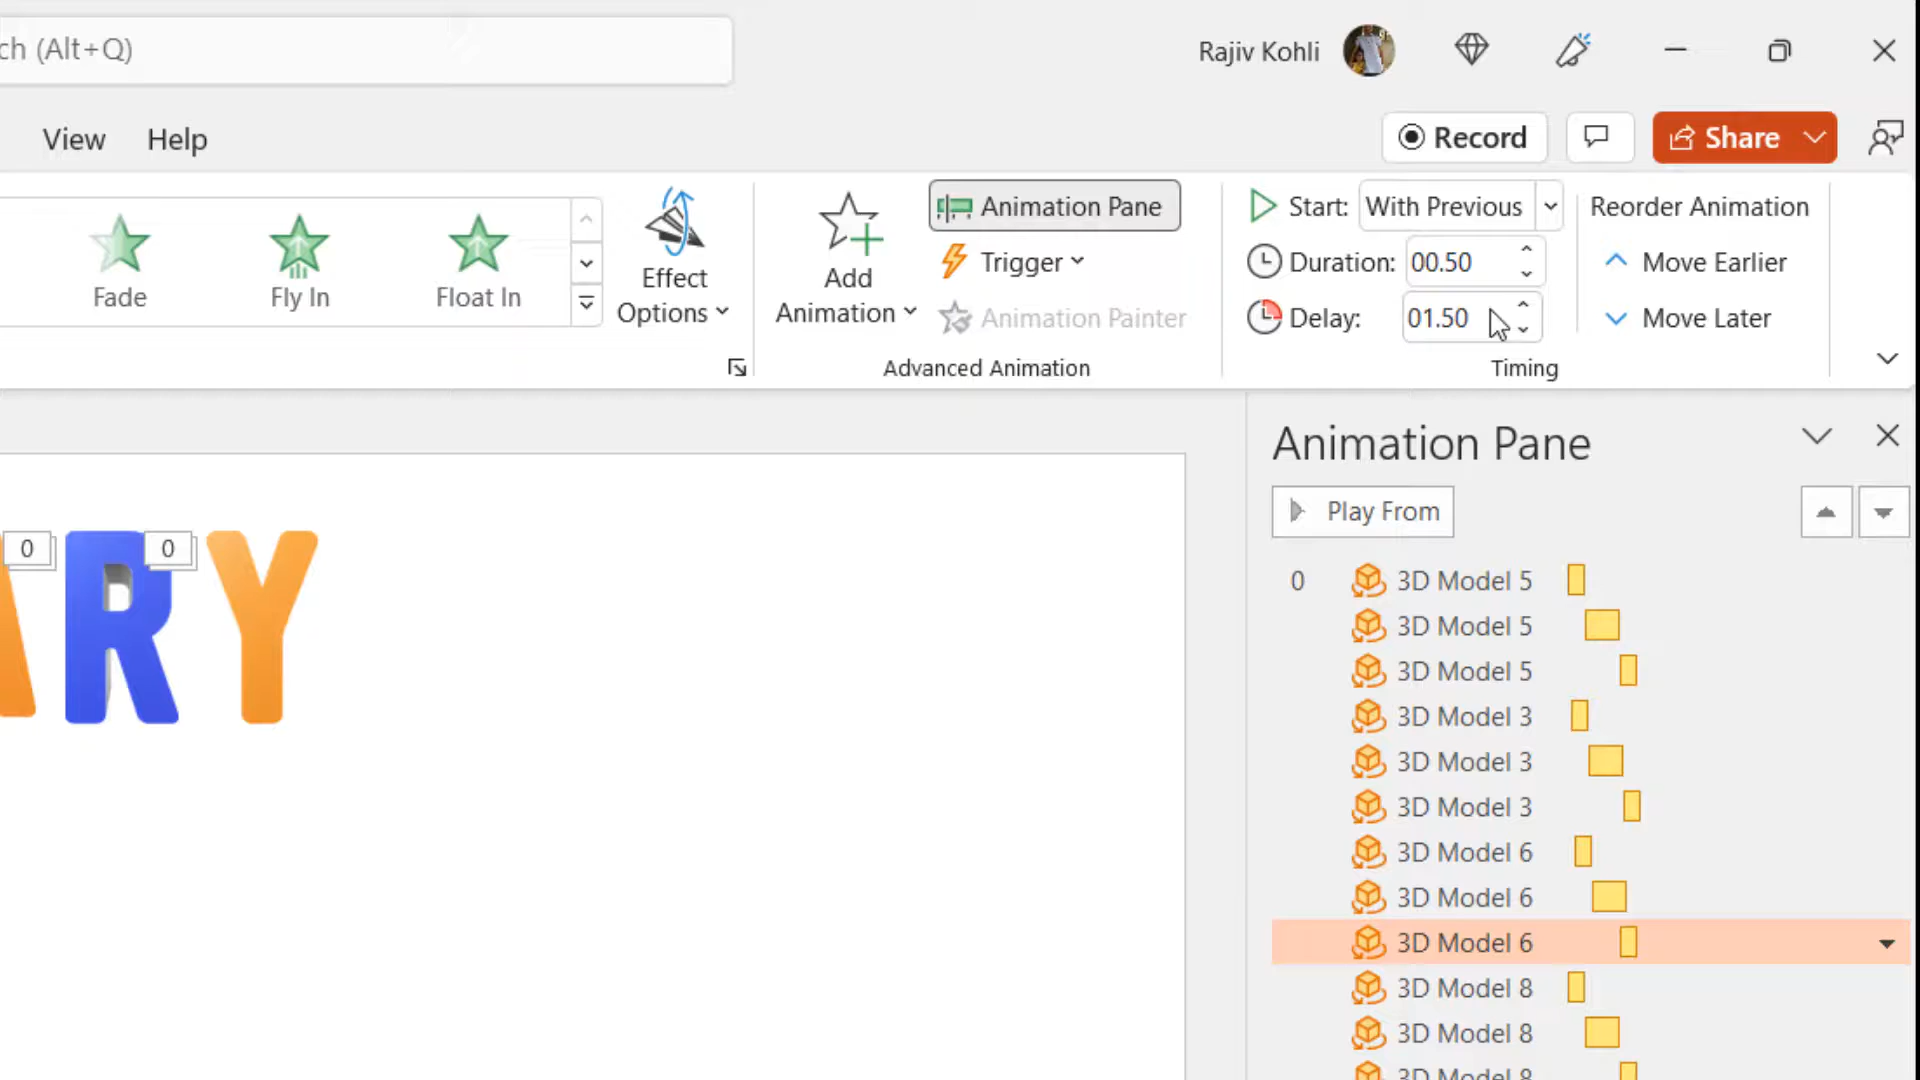 ch (Alt+Q)
Rajiv Kohli
View Help
Record
Share
Fade
Fly In
Float In
Effect
Options
Add
Animation
Animation Pane
Trigger
Animation Painter
Advanced Animation
Start: With Previous
Duration: 00.50
Delay: 01.50
Timing
Reorder Animation
Move Earlier
Move Later
Animation Pane
Play From
0 3D Model 5
3D Model 5
3D Model 5
3D Model 3
3D Model 3
3D Model 3
3D Model 6
3D Model 6
3D Model 6
3D Model 8
3D Model 8
3D Model 8
0 0
ARY